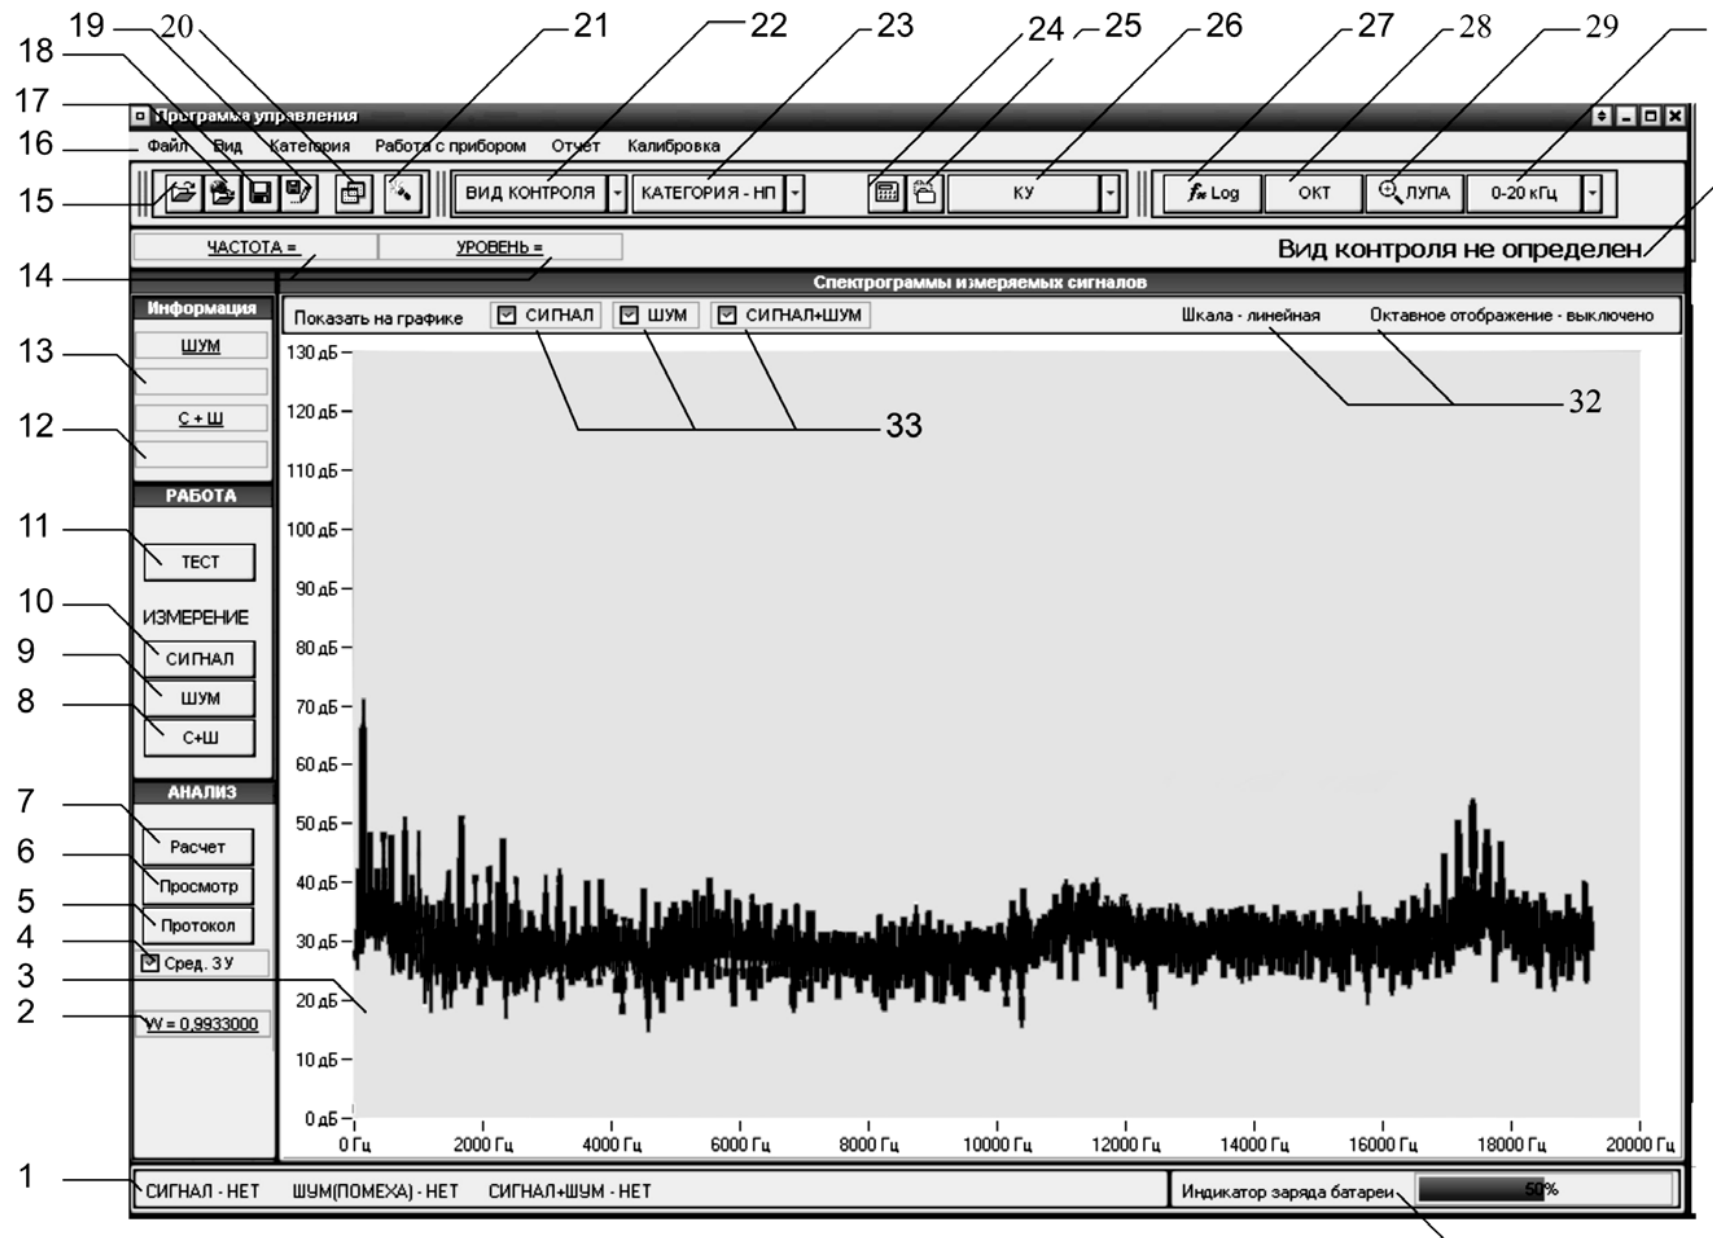 19 20 21 22 23 24 25 26 27 28 29
18
17
Программа управления
16 Файл Вид Категория Работа с прибором Отчет Калибровка
15 ВИД КОНТРОЛЯ КАТЕГОРИЯ - НП КУ fₓ Log ОКТ ЛУПА 0-20 кГц
ЧАСТОТА = УРОВЕНЬ = Вид контроля не определен
14 Спектрограммы измеряемых сигналов
Информация
Показать на графике СИГНАЛ ШУМ СИГНАЛ+ШУМ Шкала - линейная Октавное отображение - выключено
ШУМ
13
С + Ш
12
32
33
РАБОТА
11
ТЕСТ
10
ИЗМЕРЕНИЕ
9 СИГНАЛ
8 ШУМ
С+Ш
АНАЛИЗ
7
Расчет
6
Просмотр
5
Протокол
4
Сред. ЗУ
3
2
W = 0,9933000
130 дБ
120 дБ
110 дБ
100 дБ
90 дБ
80 дБ
70 дБ
60 дБ
50 дБ
40 дБ
30 дБ
20 дБ
10 дБ
0 дБ
0 Гц 2000 Гц 4000 Гц 6000 Гц 8000 Гц 10000 Гц 12000 Гц 14000 Гц 16000 Гц 18000 Гц 20000 Гц
1 СИГНАЛ - НЕТ ШУМ(ПОМЕХА) - НЕТ СИГНАЛ+ШУМ - НЕТ Индикатор заряда батареи 50%